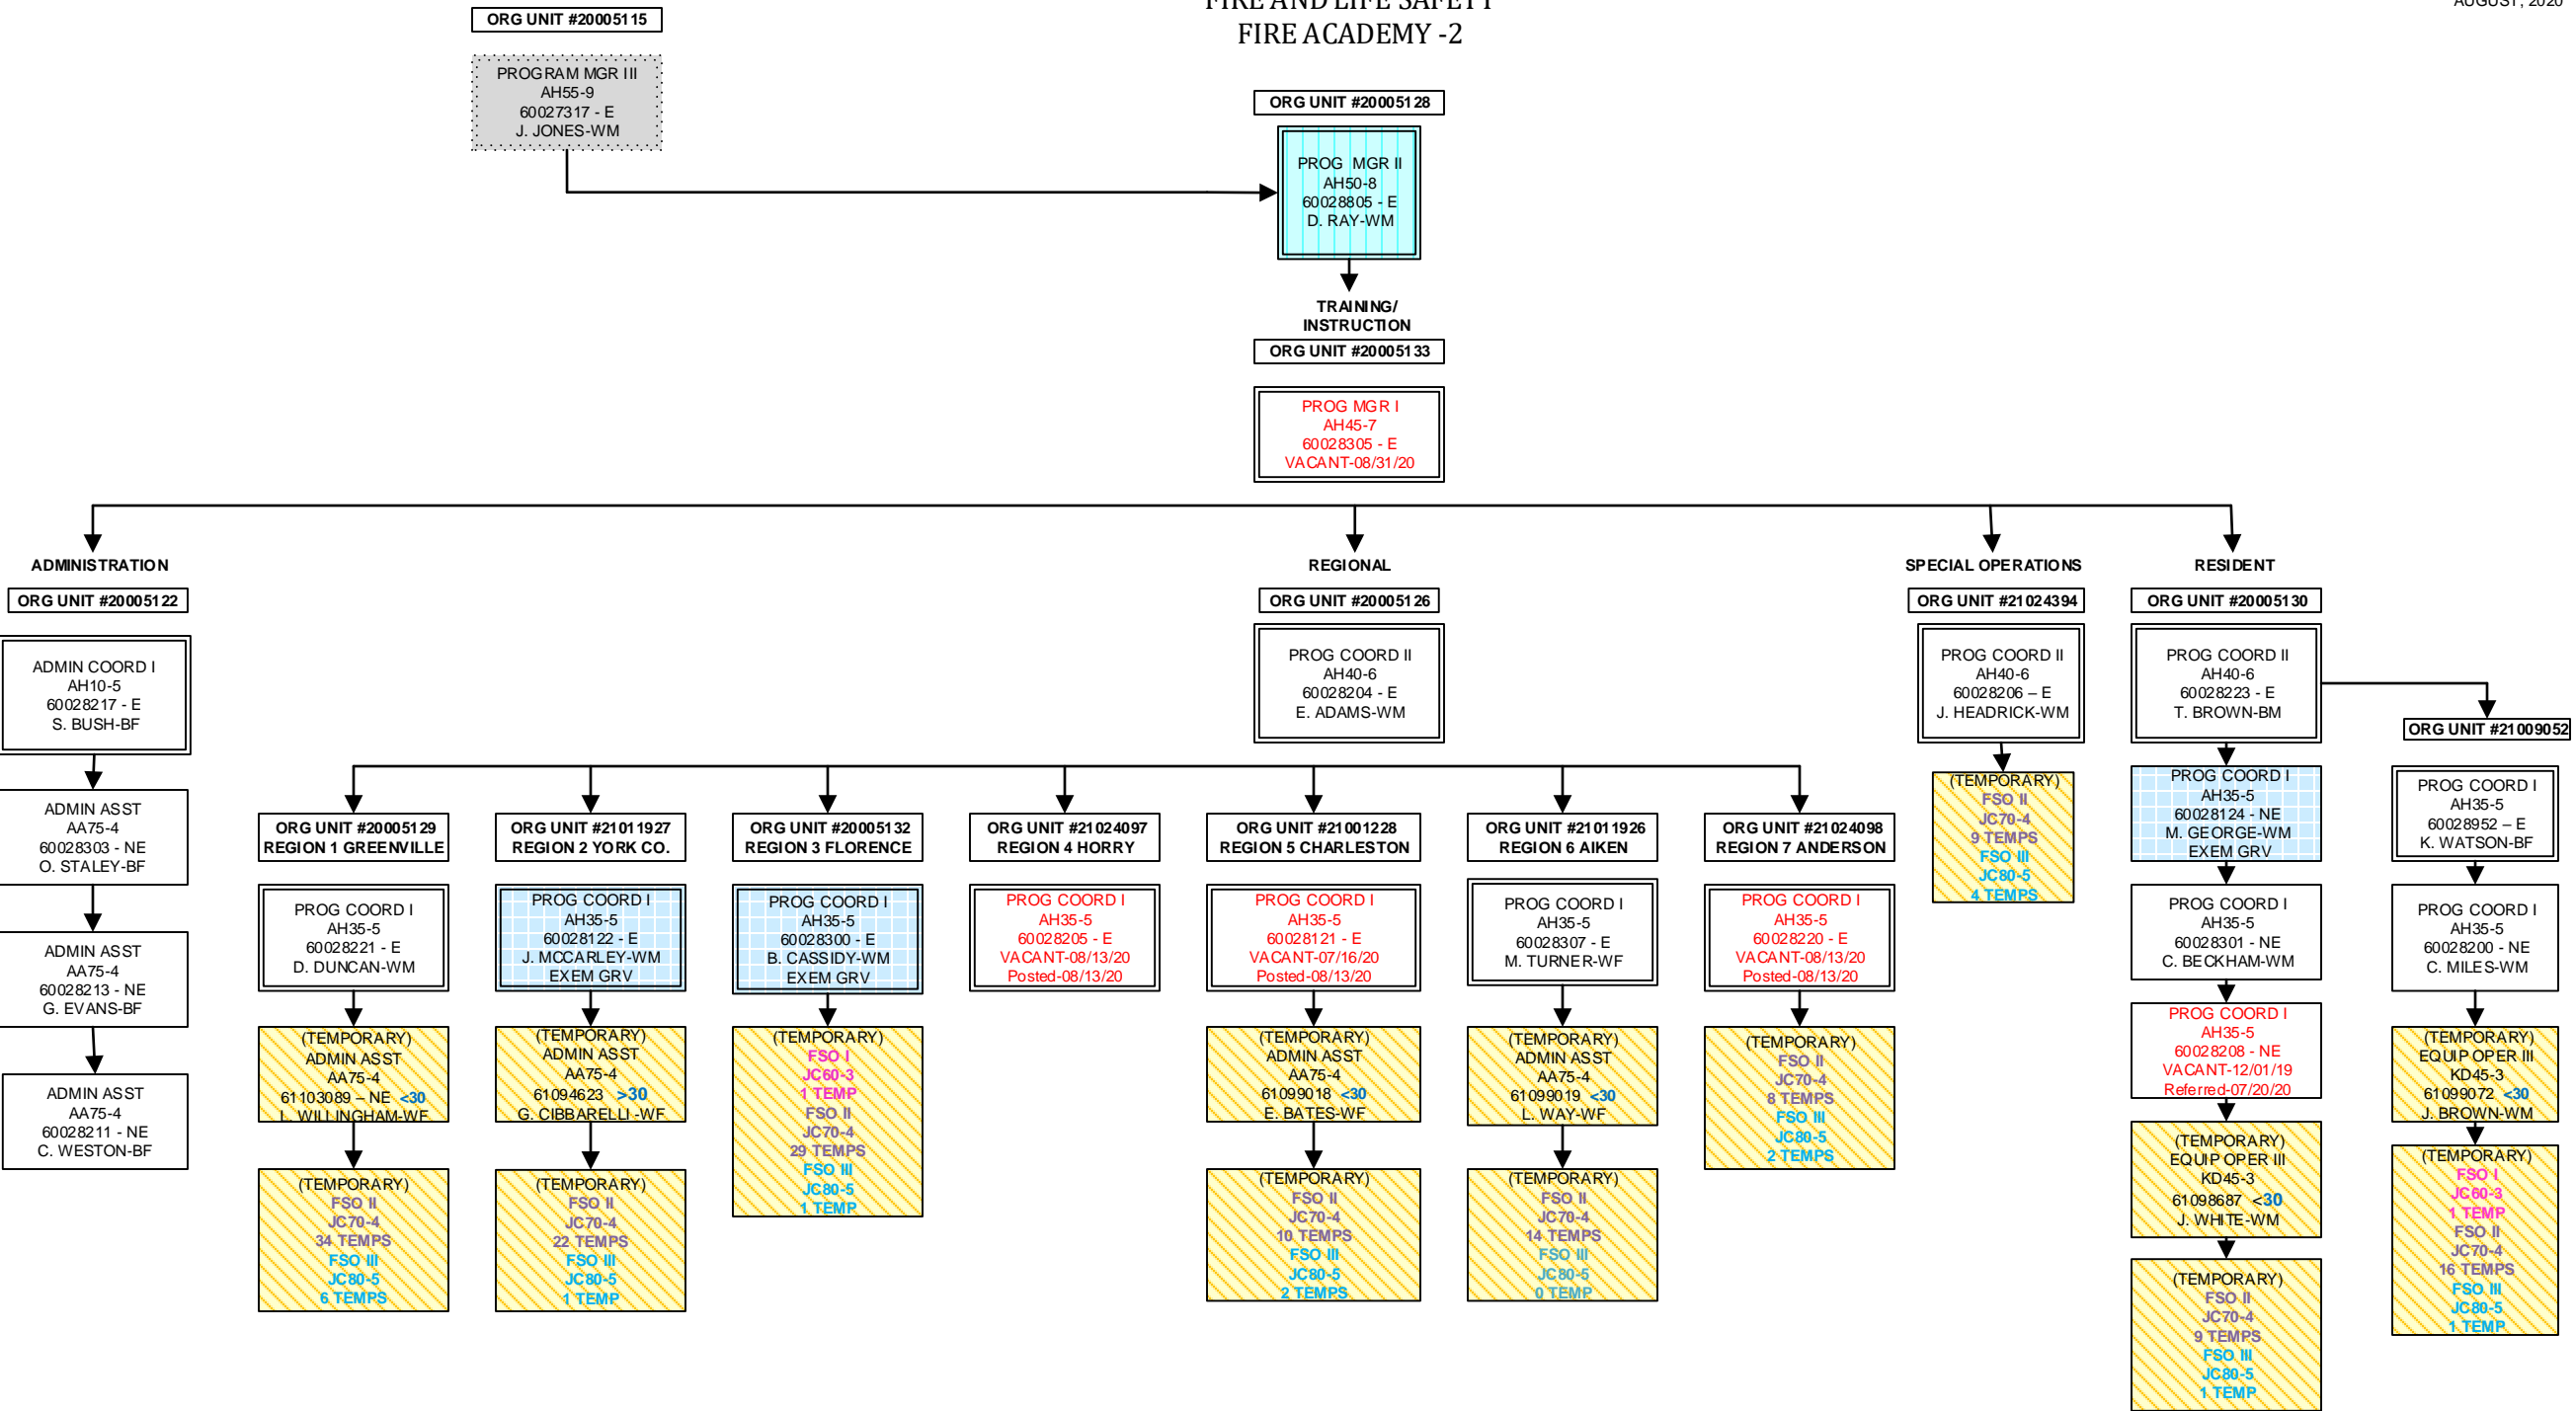 ORG UNIT #20005115
FIRE AND LIFE SAFETY
AUGUST, 2020
FIRE ACADEMY -2
PROGRAM MGR III
AH55-9
60027317 - E
J. JONES-WM
ORG UNIT #20005128
PROG MGR II
AH50-8
60028805 - E
D. RAY-WM
TRAINING/
INSTRUCTION
ORG UNIT #20005133
PROG MGR I
AH45-7
60028305 - E
VACANT-08/31/20
ADMINISTRATION
ORG UNIT #20005122
ADMIN COORD I
AH10-5
60028217 - E
S. BUSH-BF
ADMIN ASST
AA75-4
60028303 - NE
O. STALEY-BF
ADMIN ASST
AA75-4
60028213 - NE
G. EVANS-BF
ADMIN ASST
AA75-4
60028211 - NE
C. WESTON-BF
REGIONAL
ORG UNIT #20005126
PROG COORD II
AH40-6
60028204 - E
E. ADAMS-WM
ORG UNIT #20005129
REGION 1 GREENVILLE
PROG COORD I
AH35-5
60028221 - E
D. DUNCAN-WM
(TEMPORARY)
ADMIN ASST
AA75-4
61103089 – NE <30
L. WILLINGHAM-WF
(TEMPORARY)
FSO II
JC70-4
34 TEMPS
FSO III
JC80-5
6 TEMPS
ORG UNIT #21011927
REGION 2 YORK CO.
PROG COORD I
AH35-5
60028122 - E
J. MCCARLEY-WM
EXEM GRV
(TEMPORARY)
ADMIN ASST
AA75-4
61094623 >30
G. CIBBARELLI -WF
(TEMPORARY)
FSO II
JC70-4
22 TEMPS
FSO III
JC80-5
1 TEMP
ORG UNIT #20005132
REGION 3 FLORENCE
PROG COORD I
AH35-5
60028300 - E
B. CASSIDY-WM
EXEM GRV
(TEMPORARY)
FSO I
JC60-3
1 TEMP
FSO II
JC70-4
29 TEMPS
FSO III
JC80-5
1 TEMP
ORG UNIT #21024097
REGION 4 HORRY
PROG COORD I
AH35-5
60028205 - E
VACANT-08/13/20
Posted-08/13/20
ORG UNIT #21001228
REGION 5 CHARLESTON
PROG COORD I
AH35-5
60028121 - E
VACANT-07/16/20
Posted-08/13/20
(TEMPORARY)
ADMIN ASST
AA75-4
61099018 <30
E. BATES-WF
(TEMPORARY)
FSO II
JC70-4
10 TEMPS
FSO III
JC80-5
2 TEMPS
ORG UNIT #21011926
REGION 6 AIKEN
PROG COORD I
AH35-5
60028307 - E
M. TURNER-WF
(TEMPORARY)
ADMIN ASST
AA75-4
61099019 <30
L. WAY-WF
(TEMPORARY)
FSO II
JC70-4
14 TEMPS
FSO III
JC80-5
0 TEMP
ORG UNIT #21024098
REGION 7 ANDERSON
PROG COORD I
AH35-5
60028220 - E
VACANT-08/13/20
Posted-08/13/20
(TEMPORARY)
FSO II
JC70-4
8 TEMPS
FSO III
JC80-5
2 TEMPS
SPECIAL OPERATIONS
ORG UNIT #21024394
PROG COORD II
AH40-6
60028206 – E
J. HEADRICK-WM
(TEMPORARY)
FSO II
JC70-4
9 TEMPS
FSO III
JC80-5
4 TEMPS
RESIDENT
ORG UNIT #20005130
PROG COORD II
AH40-6
60028223 - E
T. BROWN-BM
PROG COORD I
AH35-5
60028124 - NE
M. GEORGE-WM
EXEM GRV
PROG COORD I
AH35-5
60028301 - NE
C. BECKHAM-WM
PROG COORD I
AH35-5
60028208 - NE
VACANT-12/01/19
Referred-07/20/20
(TEMPORARY)
EQUIP OPER III
KD45-3
61098687 <30
J. WHITE-WM
(TEMPORARY)
FSO II
JC70-4
9 TEMPS
FSO III
JC80-5
1 TEMP
ORG UNIT #21009052
PROG COORD I
AH35-5
60028952 – E
K. WATSON-BF
PROG COORD I
AH35-5
60028200 - NE
C. MILES-WM
(TEMPORARY)
EQUIP OPER III
KD45-3
61099072 <30
J. BROWN-WM
(TEMPORARY)
FSO I
JC60-3
1 TEMP
FSO II
JC70-4
16 TEMPS
FSO III
JC80-5
1 TEMP